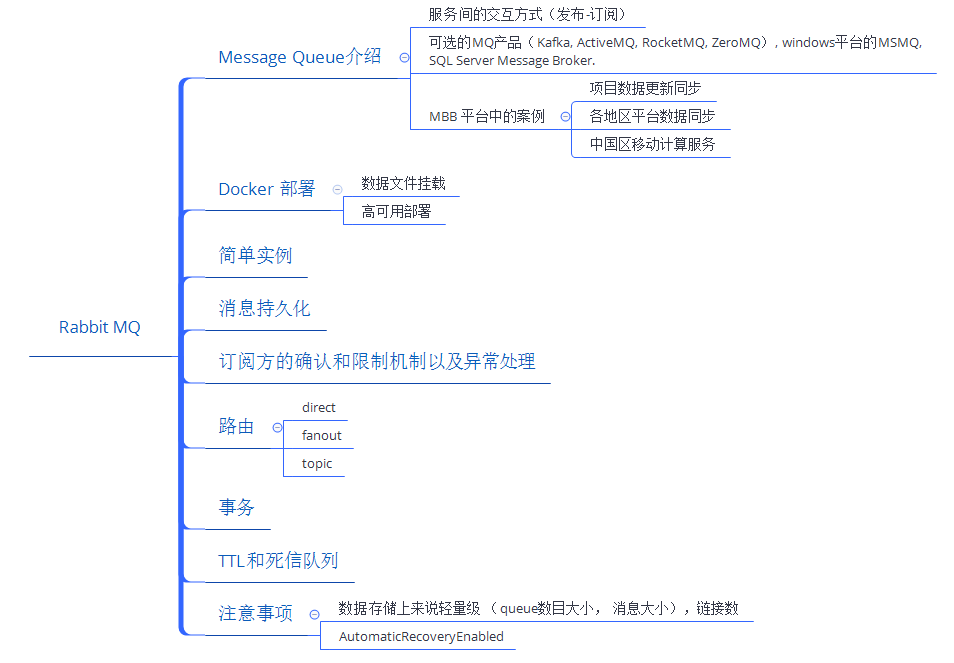 Rabbit MQ
Message Queue介绍
服务间的交互方式（发布-订阅）
可选的MQ产品（ Kafka, ActiveMQ, RocketMQ, ZeroMQ）, windows平台的MSMQ,
SQL Server Message Broker.
MBB 平台中的案例
项目数据更新同步
各地区平台数据同步
中国区移动计算服务
Docker 部署
数据文件挂载
高可用部署
简单实例
消息持久化
订阅方的确认和限制机制以及异常处理
路由
direct
fanout
topic
事务
TTL和死信队列
注意事项
数据存储上来说轻量级 （ queue数目大小， 消息大小），链接数
AutomaticRecoveryEnabled